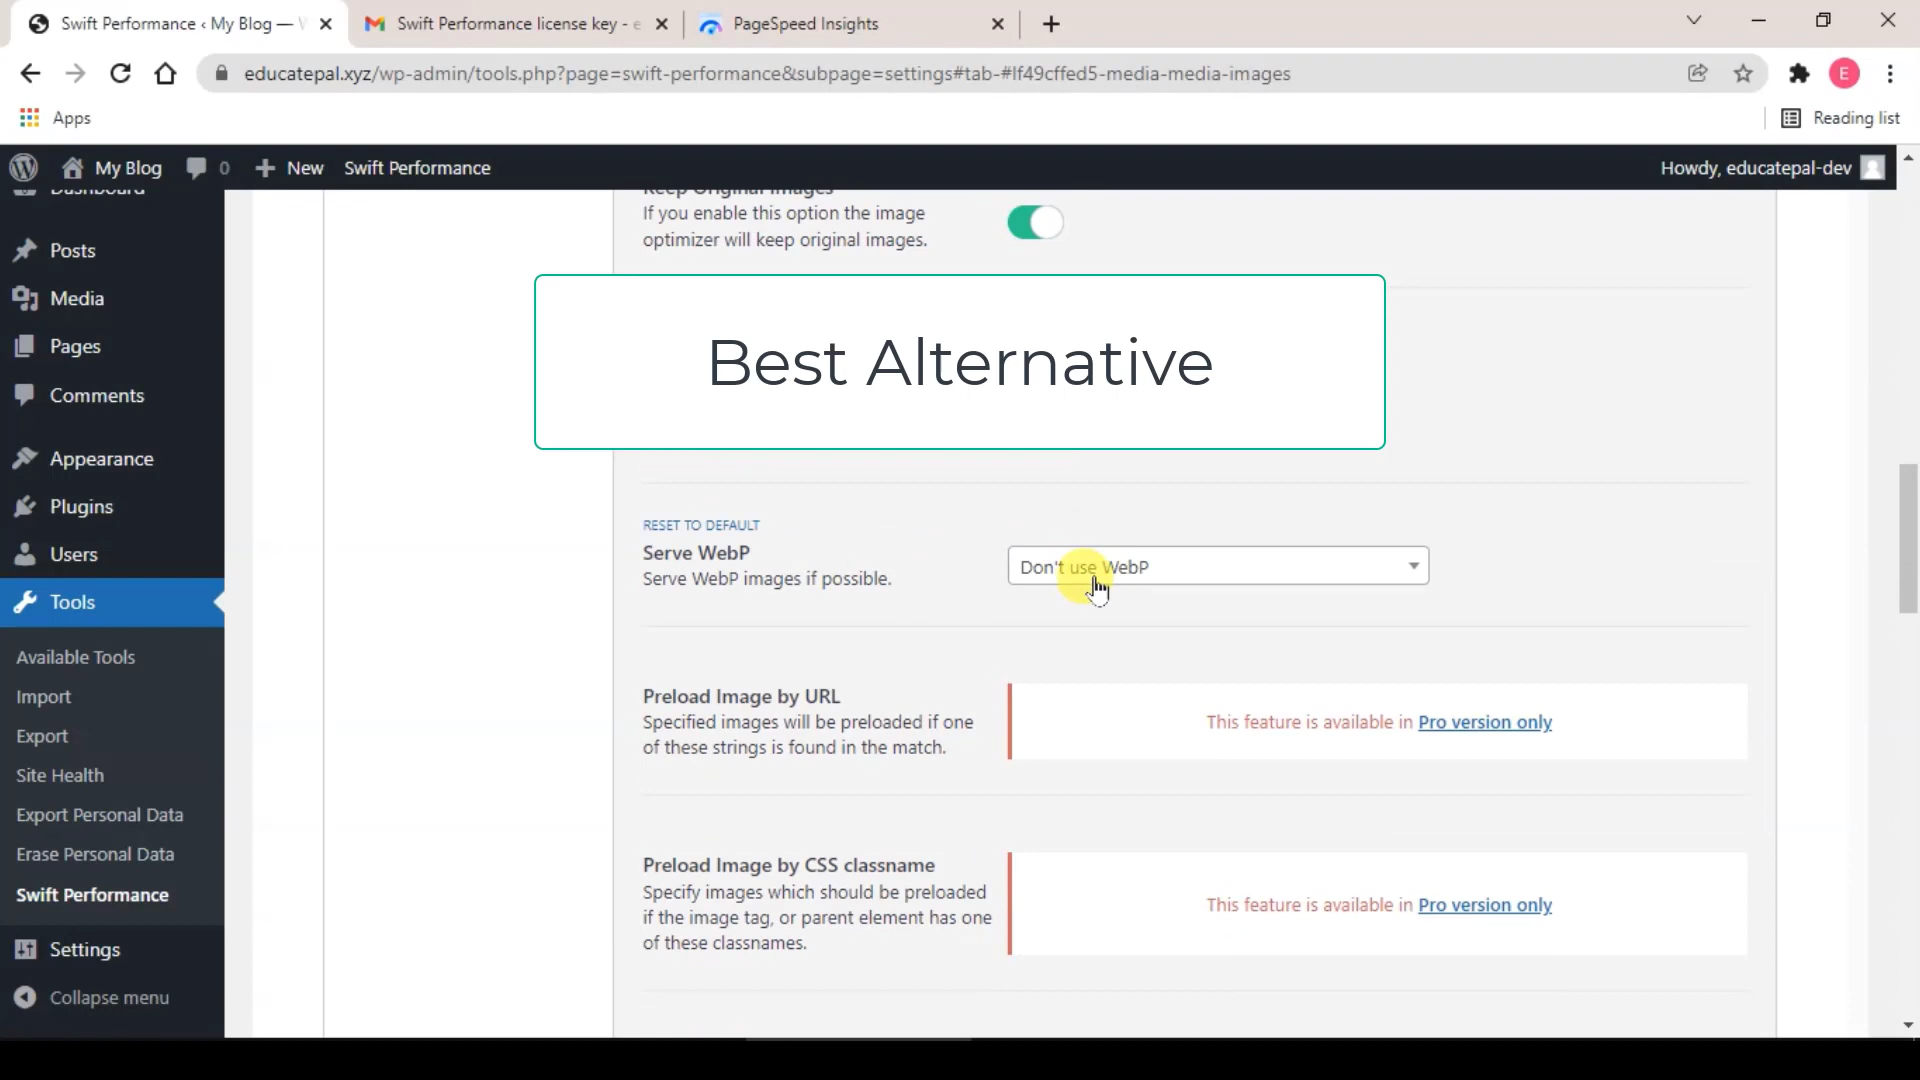 Swift Performance ‹ My Blog —
Swift Performance license key -
PageSpeed Insights
educatepal.xyz/wp-admin/tools.php?page=swift-performance&subpage=settings#tab-#lf49cffed5-media-media-images
E
Apps
Reading list
My Blog
0
New
Swift Performance
Howdy, educatepal-dev
Dashboard
Posts
Media
Pages
Comments
Appearance
Plugins
Users
Tools
Available Tools
Import
Export
Site Health
Export Personal Data
Erase Personal Data
Swift Performance
Settings
Collapse menu
Keep Original Images
If you enable this option the image
optimizer will keep original images.
Best Alternative
RESET TO DEFAULT
Serve WebP
Serve WebP images if possible.
Don't use WebP
Preload Image by URL
Specified images will be preloaded if one
of these strings is found in the match.
This feature is available in Pro version only
Preload Image by CSS classname
Specify images which should be preloaded
if the image tag, or parent element has one
of these classnames.
This feature is available in Pro version only